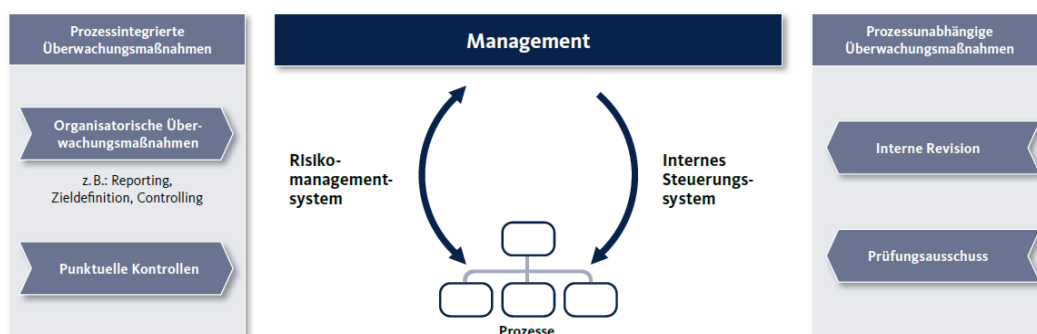 Prozessintegrierte
Überwachungsmaßnahmen
Organisatorische Über-
wachungsmaßnahmen
z. B.: Reporting,
Zieldefinition, Controlling
Punktuelle Kontrollen
Management
Risiko-
management-
system
Internes
Steuerungs-
system
Prozesse
Prozessunabhängige
Überwachungsmaßnahmen
Interne Revision
Prüfungsausschuss